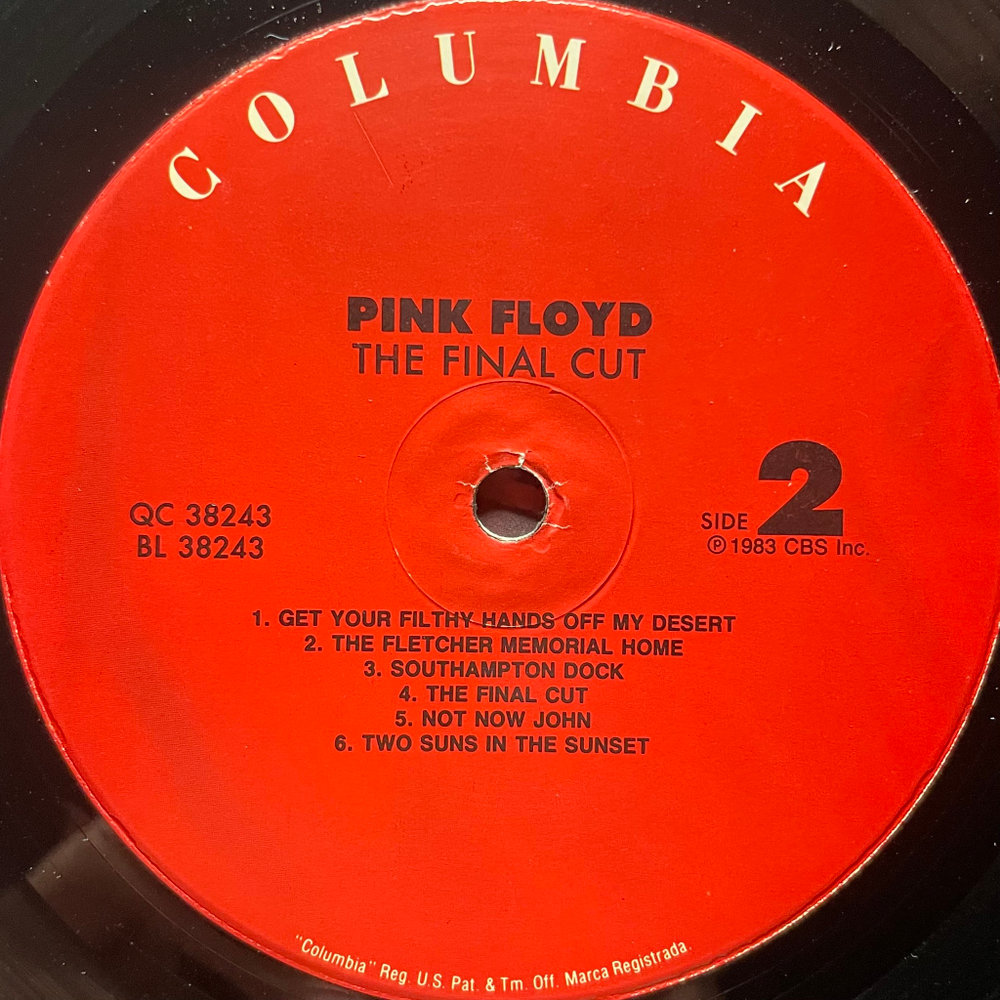 COLUMBIA
PINK FLOYD
THE FINAL CUT
QC 38243
BL 38243
SIDE 2
℗ 1983 CBS Inc.
1. GET YOUR FILTHY HANDS OFF MY DESERT
2. THE FLETCHER MEMORIAL HOME
3. SOUTHAMPTON DOCK
4. THE FINAL CUT
5. NOT NOW JOHN
6. TWO SUNS IN THE SUNSET
"Columbia" Reg. U.S. Pat. & Tm. Off. Marca Registrada.